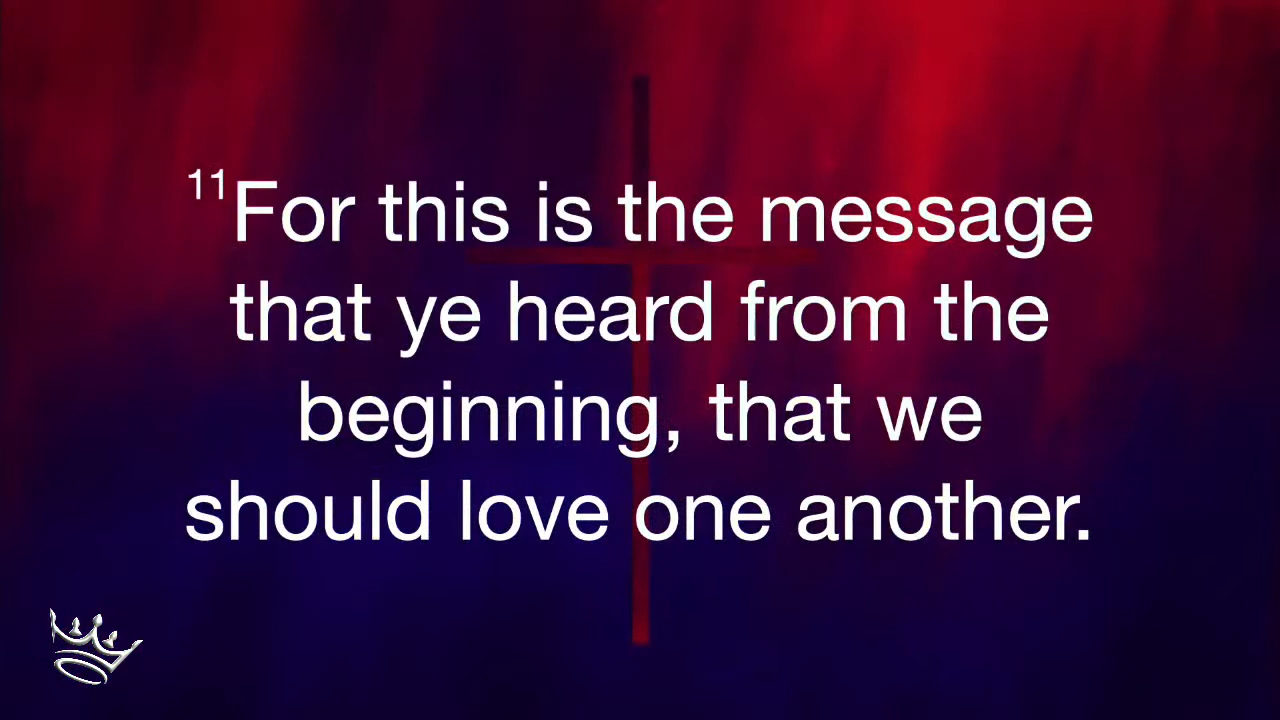 11For this is the message
that ye heard from the
beginning, that we
should love one another.